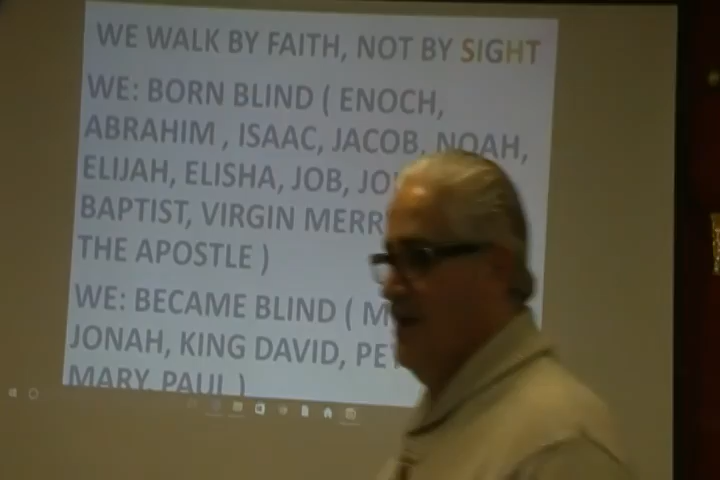 WE WALK BY FAITH, NOT BY SIGHT
WE: BORN BLIND ( ENOCH,
ABRAHIM , ISAAC, JACOB, NOAH,
ELIJAH, ELISHA, JOB,
BAPTIST, VIRGIN MERR
THE APOSTLE )
WE: BECAME BLIND (
JONAH, KING DAVID,
MARY, PAUL )